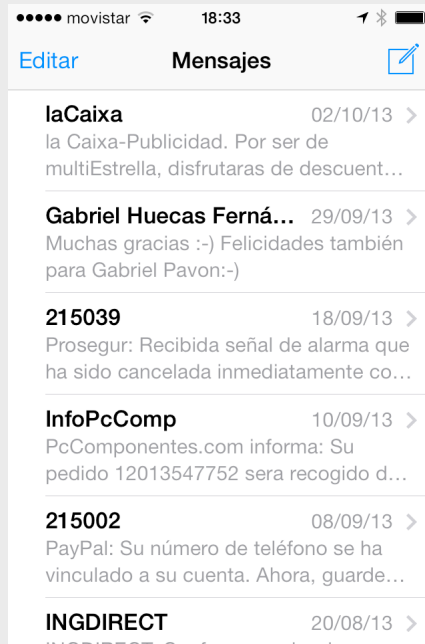 movistar 18:33
Editar Mensajes
laCaixa 02/10/13
la Caixa-Publicidad. Por ser de
multiEstrella, disfrutaras de descuent...
Gabriel Huecas Ferná... 29/09/13
Muchas gracias :-) Felicidades también
para Gabriel Pavon:-)
215039 18/09/13
Prosegur: Recibida señal de alarma que
ha sido cancelada inmediatamente co...
InfoPcComp 10/09/13
PcComponentes.com informa: Su
pedido 12013547752 sera recogido d...
215002 08/09/13
PayPal: Su número de teléfono se ha
vinculado a su cuenta. Ahora, guarde...
INGDIRECT 20/08/13